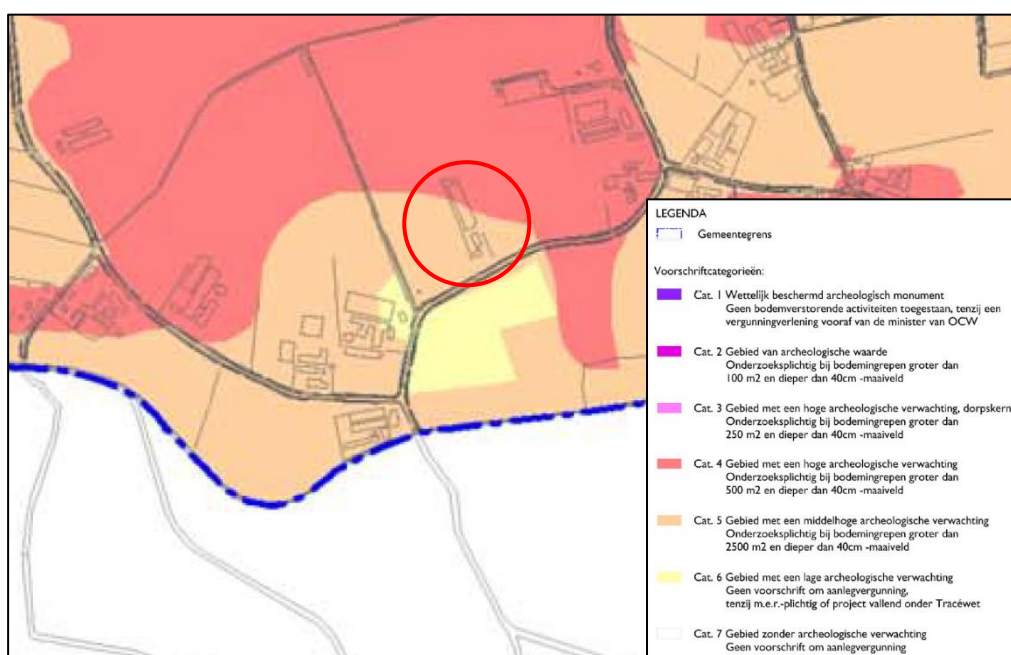 LEGENDA
Gemeentegrens
Voorschriftcategorieën:
Cat. 1 Wettelijk beschermd archeologisch monument
Geen bodemverstorende activiteiten toegestaan, tenzij een
vergunningverlening vooraf van de minister van OCW
Cat. 2 Gebied van archeologische waarde
Onderzoeksplichtig bij bodemingrepen groter dan
100 m2 en dieper dan 40cm -maaiveld
Cat. 3 Gebied met een hoge archeologische verwachting, dorpskern
Onderzoeksplichtig bij bodemingrepen groter dan
250 m2 en dieper dan 40cm -maaiveld
Cat. 4 Gebied met een hoge archeologische verwachting
Onderzoeksplichtig bij bodemingrepen groter dan
500 m2 en dieper dan 40cm -maaiveld
Cat. 5 Gebied met een middelhoge archeologische verwachting
Onderzoeksplichtig bij bodemingrepen groter dan
2500 m2 en dieper dan 40cm -maaiveld
Cat. 6 Gebied met een lage archeologische verwachting
Geen voorschrift om aanlegvergunning,
tenzij m.e.r.-plichtig of project vallend onder Tracéwet
Cat. 7 Gebied zonder archeologische verwachting
Geen voorschrift om aanlegvergunning